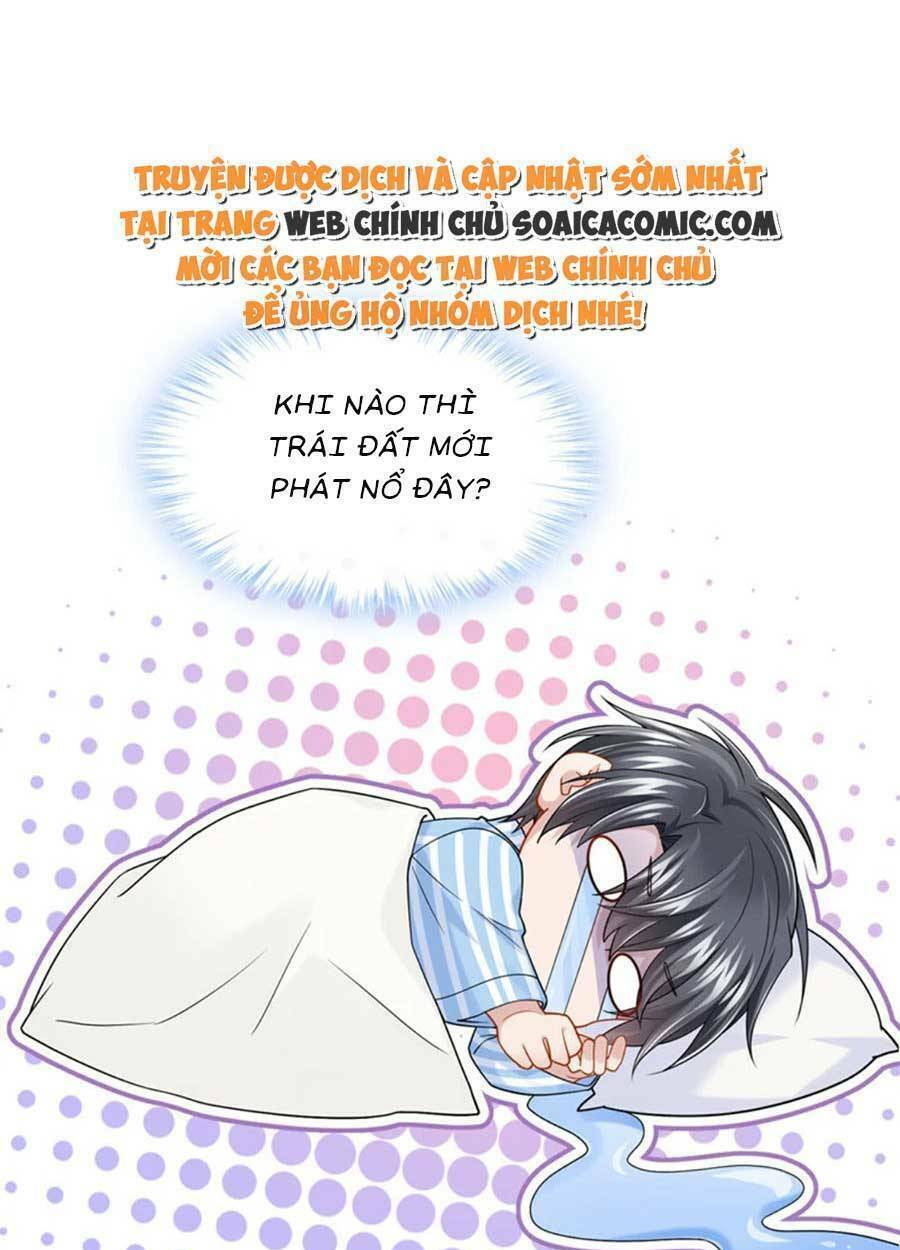 TRUYỆN ĐƯỢC DỊCH VÀ CẬP NHẬT SỚM NHẤT
TẠI TRANG WEB CHÍNH CHỦ SOAICACOMIC.COM
MỜI CÁC BẠN ĐỌC TẠI WEB CHÍNH CHỦ
ĐỂ ỦNG HỘ NHÓM DỊCH NHÉ!
KHI NÀO THÌ
TRÁI ĐẤT MỚI
PHÁT NỔ ĐÂY?